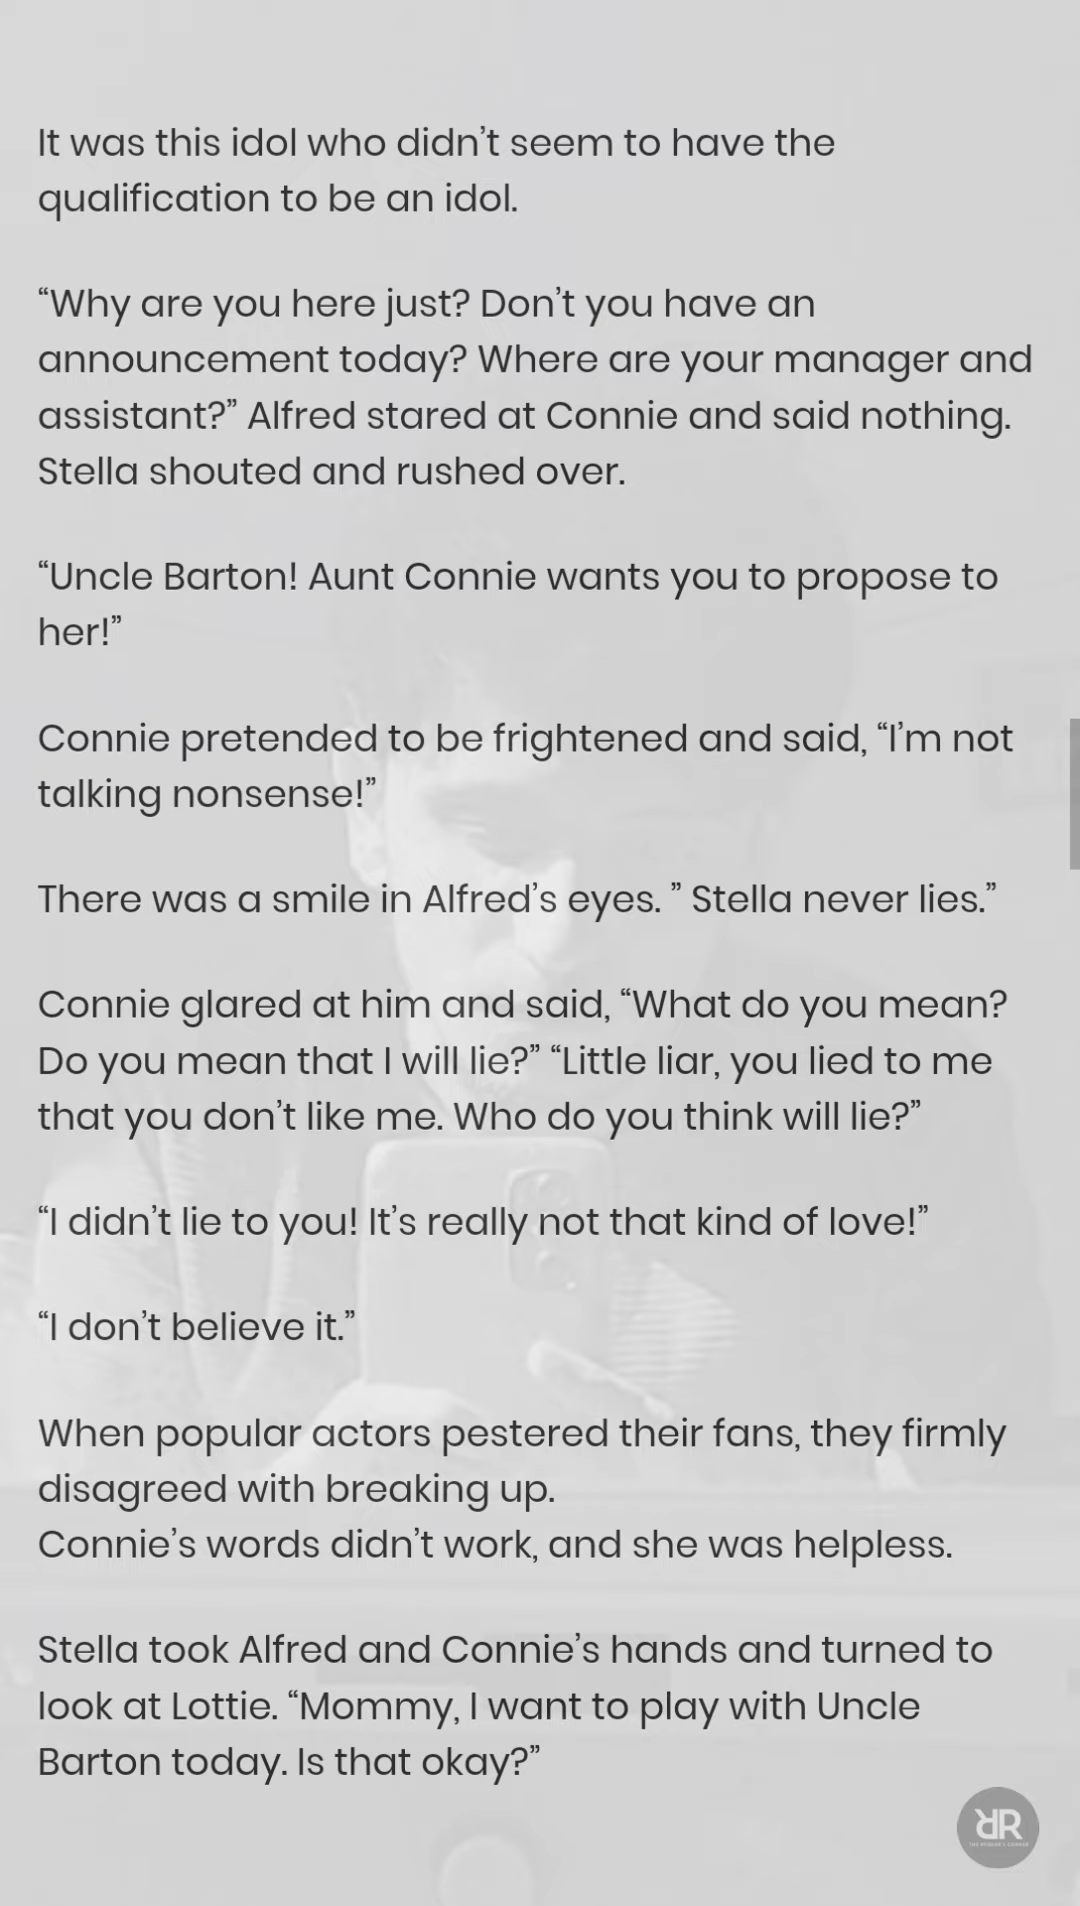 It was this idol who didn’t seem to have the
qualification to be an idol.
“Why are you here just? Don’t you have an
announcement today? Where are your manager and
assistant?” Alfred stared at Connie and said nothing.
Stella shouted and rushed over.
“Uncle Barton! Aunt Connie wants you to propose to
her!”
Connie pretended to be frightened and said, “I’m not
talking nonsense!”
There was a smile in Alfred’s eyes. ” Stella never lies.”
Connie glared at him and said, “What do you mean?
Do you mean that I will lie?” “Little liar, you lied to me
that you don’t like me. Who do you think will lie?”
“I didn’t lie to you! It’s really not that kind of love!”
“I don’t believe it.”
When popular actors pestered their fans, they firmly
disagreed with breaking up.
Connie’s words didn’t work, and she was helpless.
Stella took Alfred and Connie’s hands and turned to
look at Lottie. “Mommy, I want to play with Uncle
Barton today. Is that okay?”